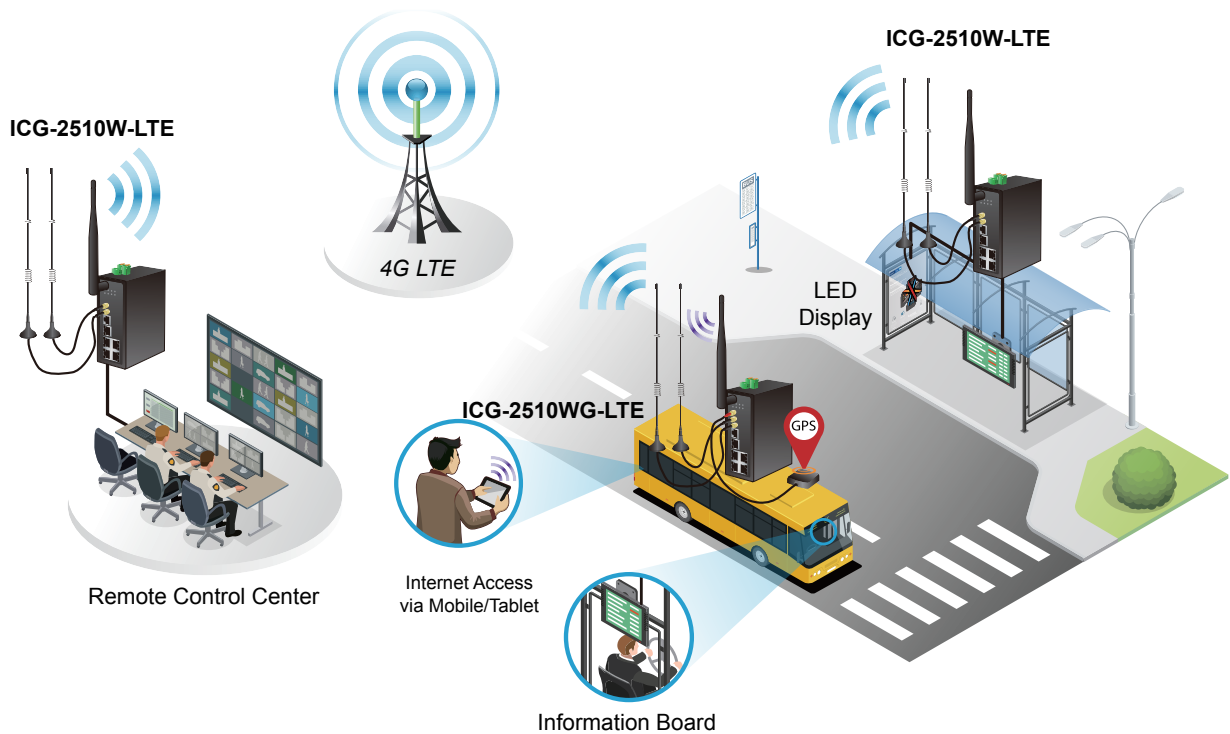 ICG-2510W-LTE
ICG-2510W-LTE
4G LTE
LED
Display
ICG-2510WG-LTE
GPS
Internet Access
via Mobile/Tablet
Remote Control Center
Information Board